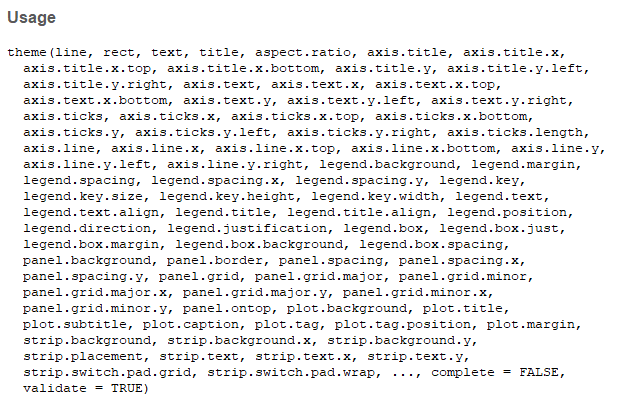 Usage
theme(line, rect, text, title, aspect.ratio, axis.title, axis.title.x,
axis.title.x.top, axis.title.x.bottom, axis.title.y, axis.title.y.left,
axis.title.y.right, axis.text, axis.text.x, axis.text.x.top,
axis.text.x.bottom, axis.text.y, axis.text.y.left, axis.text.y.right,
axis.ticks, axis.ticks.x, axis.ticks.x.top, axis.ticks.x.bottom,
axis.ticks.y, axis.ticks.y.left, axis.ticks.y.right, axis.ticks.length,
axis.line, axis.line.x, axis.line.x.top, axis.line.x.bottom, axis.line.y,
axis.line.y.left, axis.line.y.right, legend.background, legend.margin,
legend.spacing, legend.spacing.x, legend.spacing.y, legend.key,
legend.key.size, legend.key.height, legend.key.width, legend.text,
legend.text.align, legend.title, legend.title.align, legend.position,
legend.direction, legend.justification, legend.box, legend.box.just,
legend.box.margin, legend.box.background, legend.box.spacing,
panel.background, panel.border, panel.spacing, panel.spacing.x,
panel.spacing.y, panel.grid, panel.grid.major, panel.grid.minor,
panel.grid.major.x, panel.grid.major.y, panel.grid.minor.x,
panel.grid.minor.y, panel.ontop, plot.background, plot.title,
plot.subtitle, plot.caption, plot.tag, plot.tag.position, plot.margin,
strip.background, strip.background.x, strip.background.y,
strip.placement, strip.text, strip.text.x, strip.text.y,
strip.switch.pad.grid, strip.switch.pad.wrap, ..., complete = FALSE,
validate = TRUE)